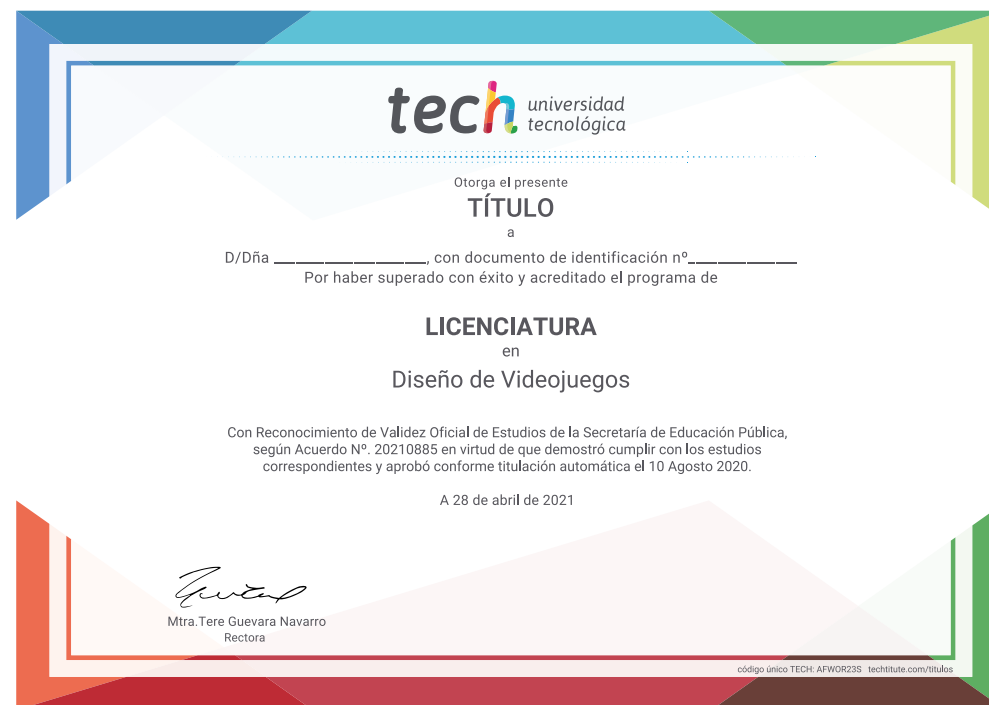 tech universidad
tecnológica
Otorga el presente
TÍTULO
a
D/Dña ____________________, con documento de identificación nº______________
Por haber superado con éxito y acreditado el programa de
LICENCIATURA
en
Diseño de Videojuegos
Con Reconocimiento de Validez Oficial de Estudios de la Secretaría de Educación Pública,
según Acuerdo Nº. 20210885 en virtud de que demostró cumplir con los estudios
correspondientes y aprobó conforme titulación automática el 10 Agosto 2020.
A 28 de abril de 2021
Mtra.Tere Guevara Navarro
Rectora
código único TECH: AFWOR23S techtitute.com/titulos